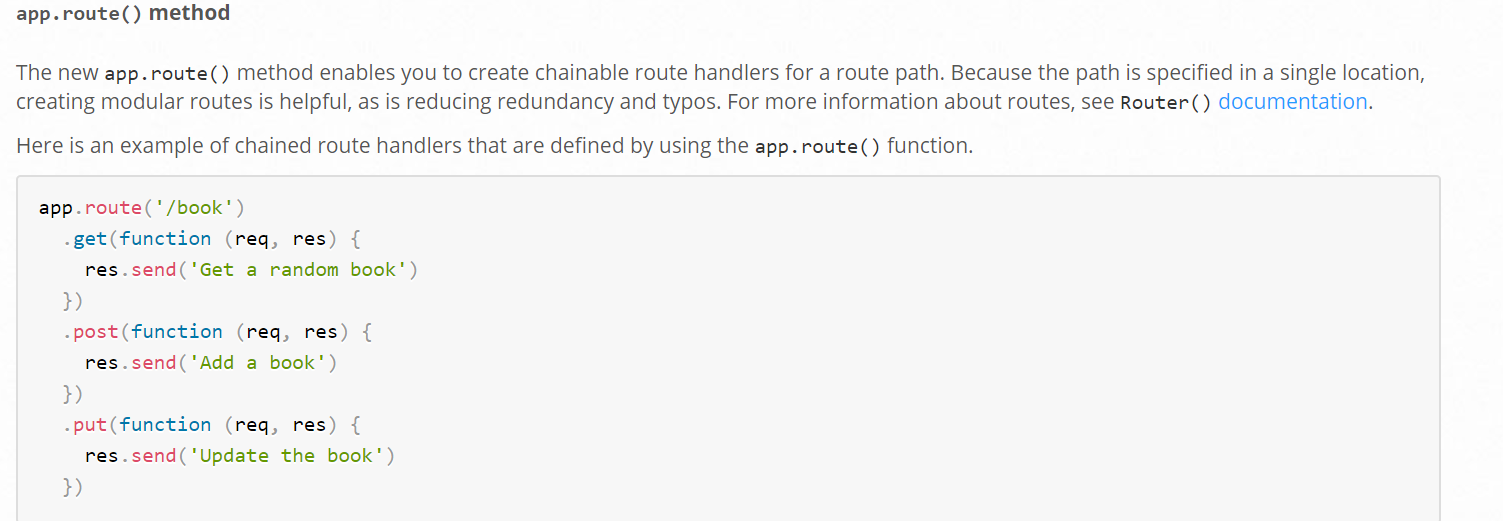 app.route() method
The new app.route() method enables you to create chainable route handlers for a route path. Because the path is specified in a single location,
creating modular routes is helpful, as is reducing redundancy and typos. For more information about routes, see Router() documentation.
Here is an example of chained route handlers that are defined by using the app.route() function.
app.route('/book')
  .get(function (req, res) {
    res.send('Get a random book')
  })
  .post(function (req, res) {
    res.send('Add a book')
  })
  .put(function (req, res) {
    res.send('Update the book')
  })